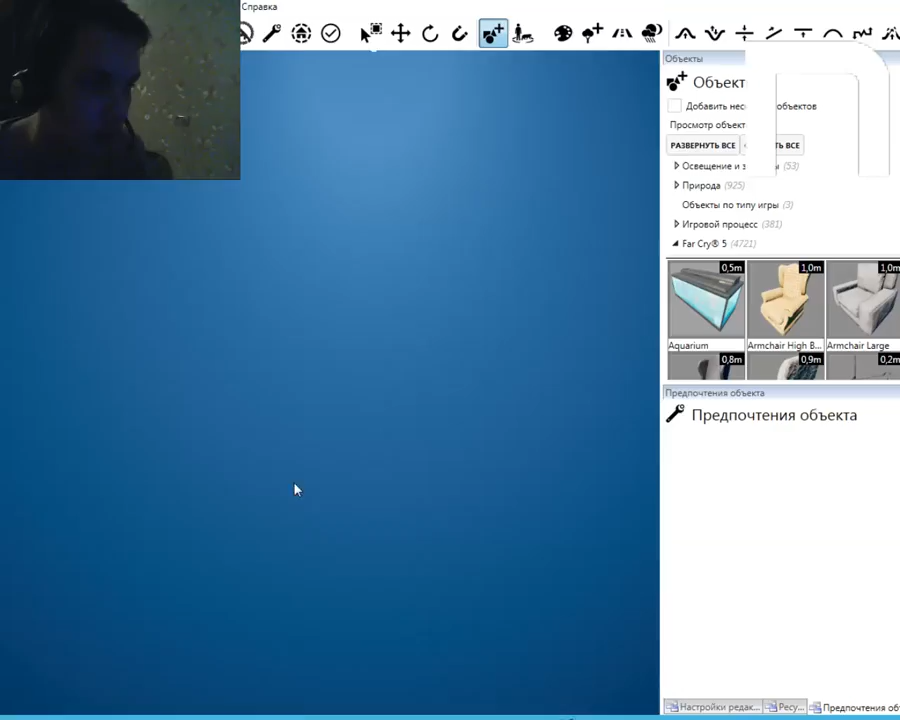 Справка
Объекты
Объект
Добавить нес объектов
Просмотр объект
РАЗВЕРНУТЬ ВСЕ ТЬ ВСЕ
Освещение и з (53)
Природа (925)
Объекты по типу игры (3)
Игровой процесс (381)
Far Cry® 5 (4721)
0,5m 1,0m 1,0m
Aquarium Armchair High B... Armchair Large
0,8m 0,9m 0,2m
Предпочтения объекта
Предпочтения объекта
Настройки редак... Ресу... Предпочтения об